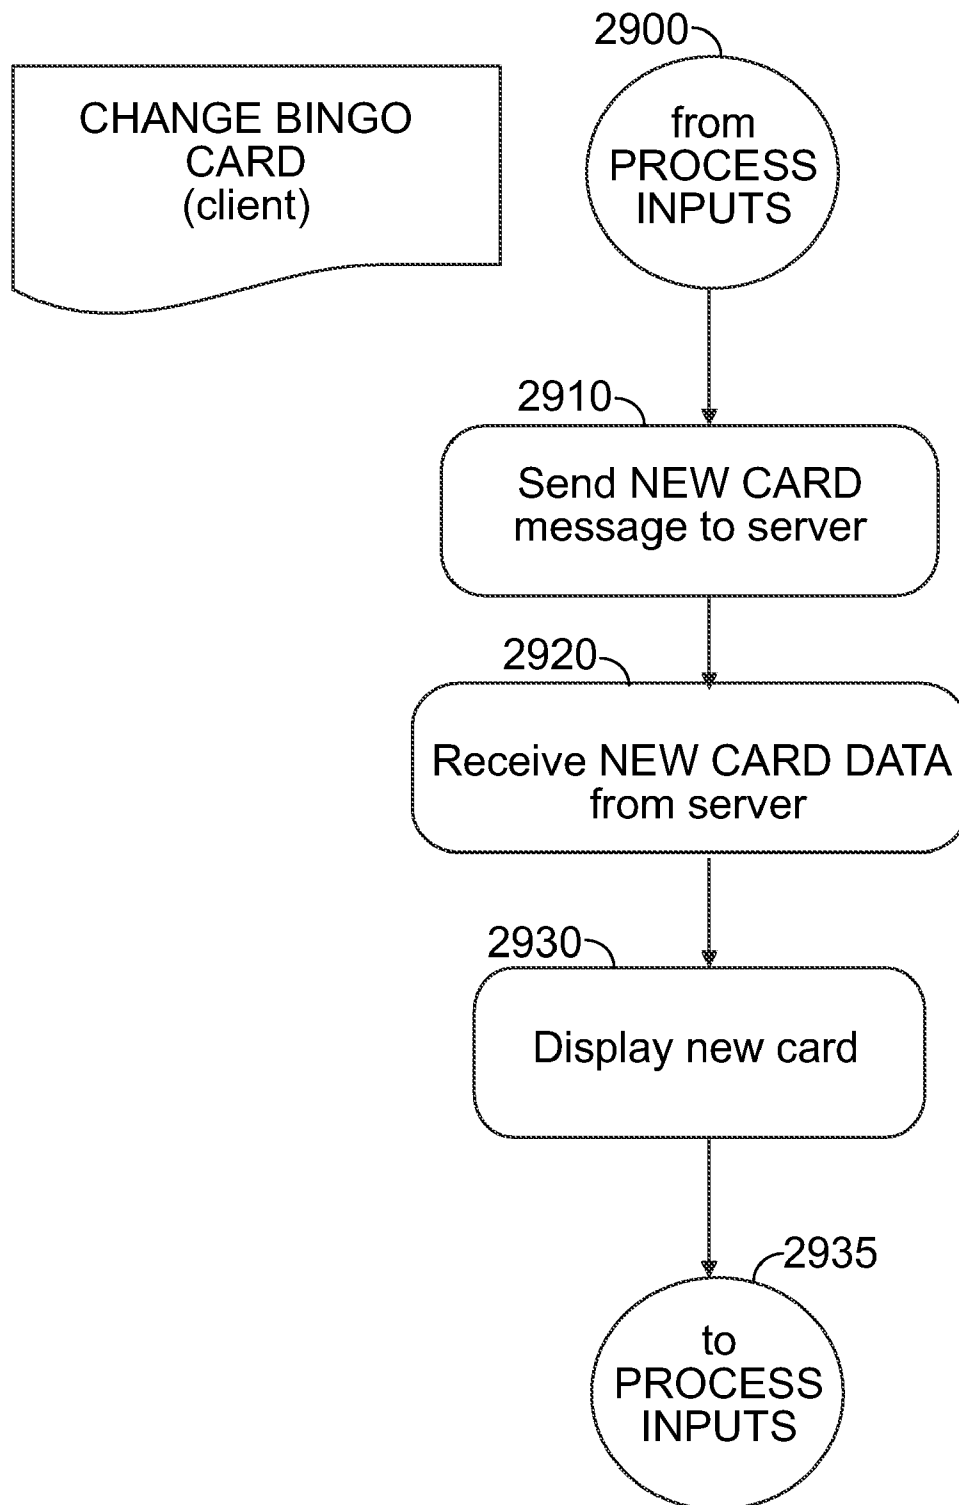 CHANGE BINGO
CARD
(client)
2900
from
PROCESS
INPUTS
2910
Send NEW CARD
message to server
2920
Receive NEW CARD DATA
from server
2930
Display new card
2935
to
PROCESS
INPUTS